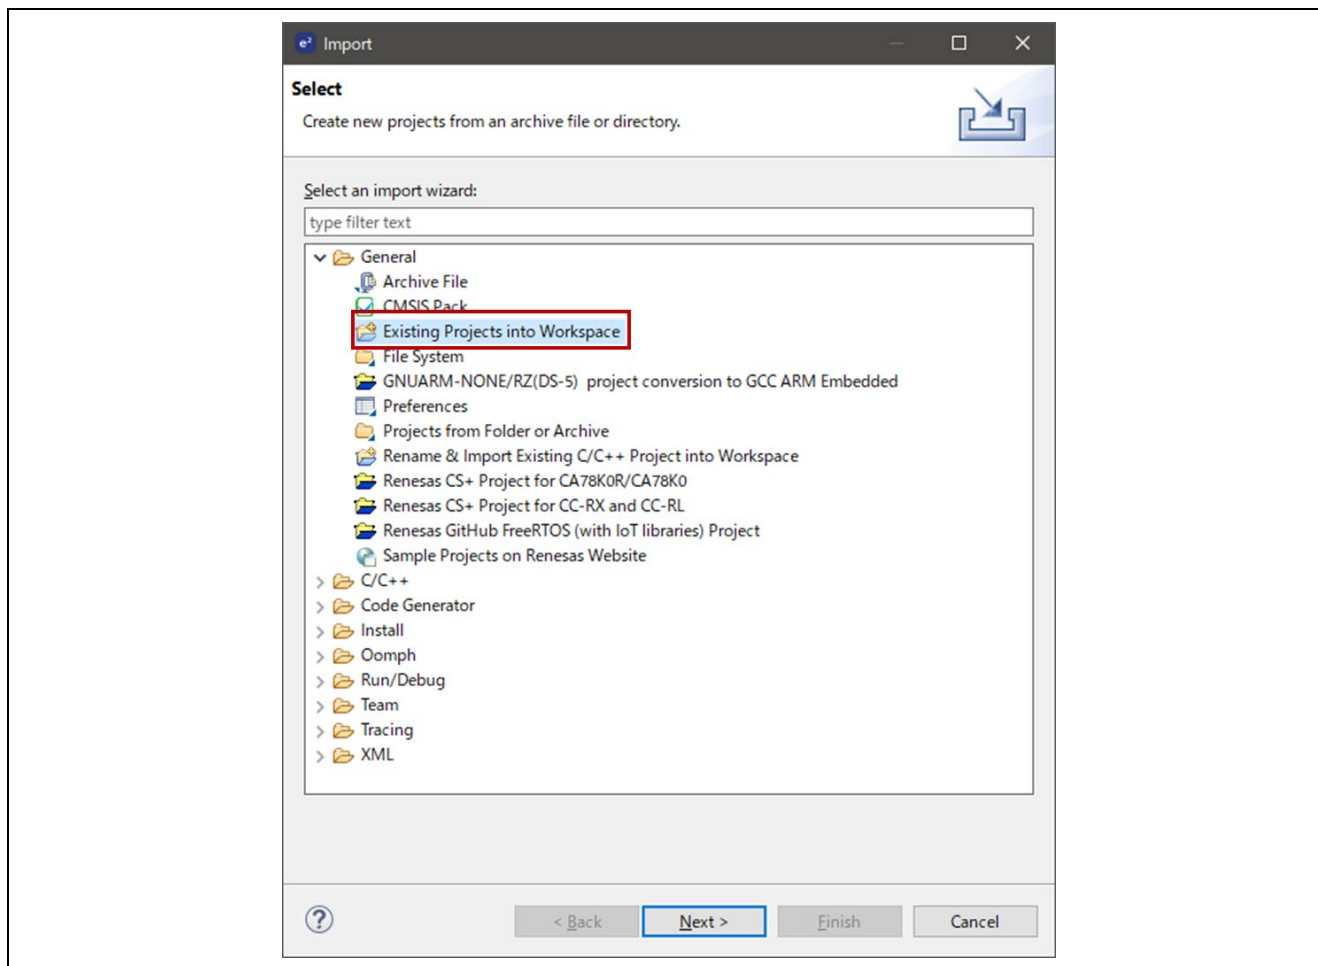 e² Import
Select
Create new projects from an archive file or directory.
Select an import wizard:
type filter text
General
Archive File
CMSIS Pack
Existing Projects into Workspace
File System
GNUARM-NONE/RZ(DS-5) project conversion to GCC ARM Embedded
Preferences
Projects from Folder or Archive
Rename & Import Existing C/C++ Project into Workspace
Renesas CS+ Project for CA78K0R/CA78K0
Renesas CS+ Project for CC-RX and CC-RL
Renesas GitHub FreeRTOS (with IoT libraries) Project
Sample Projects on Renesas Website
C/C++
Code Generator
Install
Oomph
Run/Debug
Team
Tracing
XML
? < Back Next > Finish Cancel